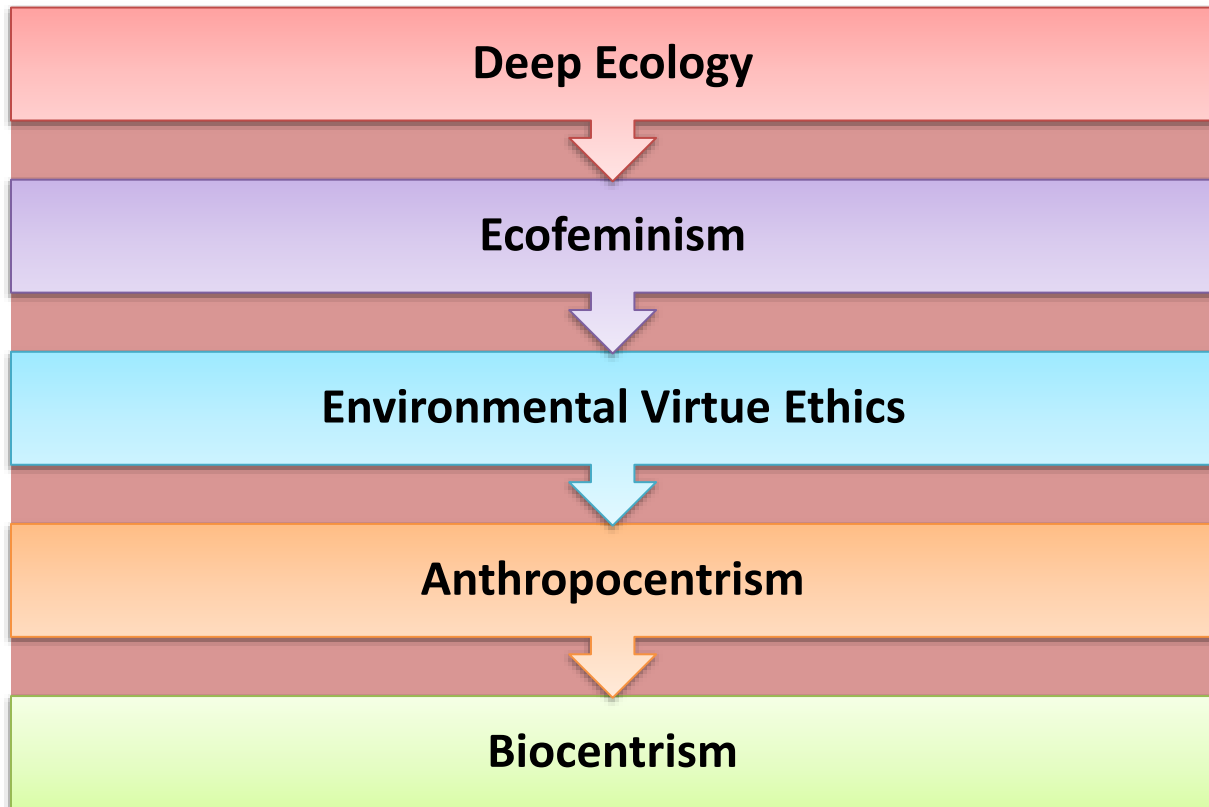 Deep Ecology
Ecofeminism
Environmental Virtue Ethics
Anthropocentrism
Biocentrism